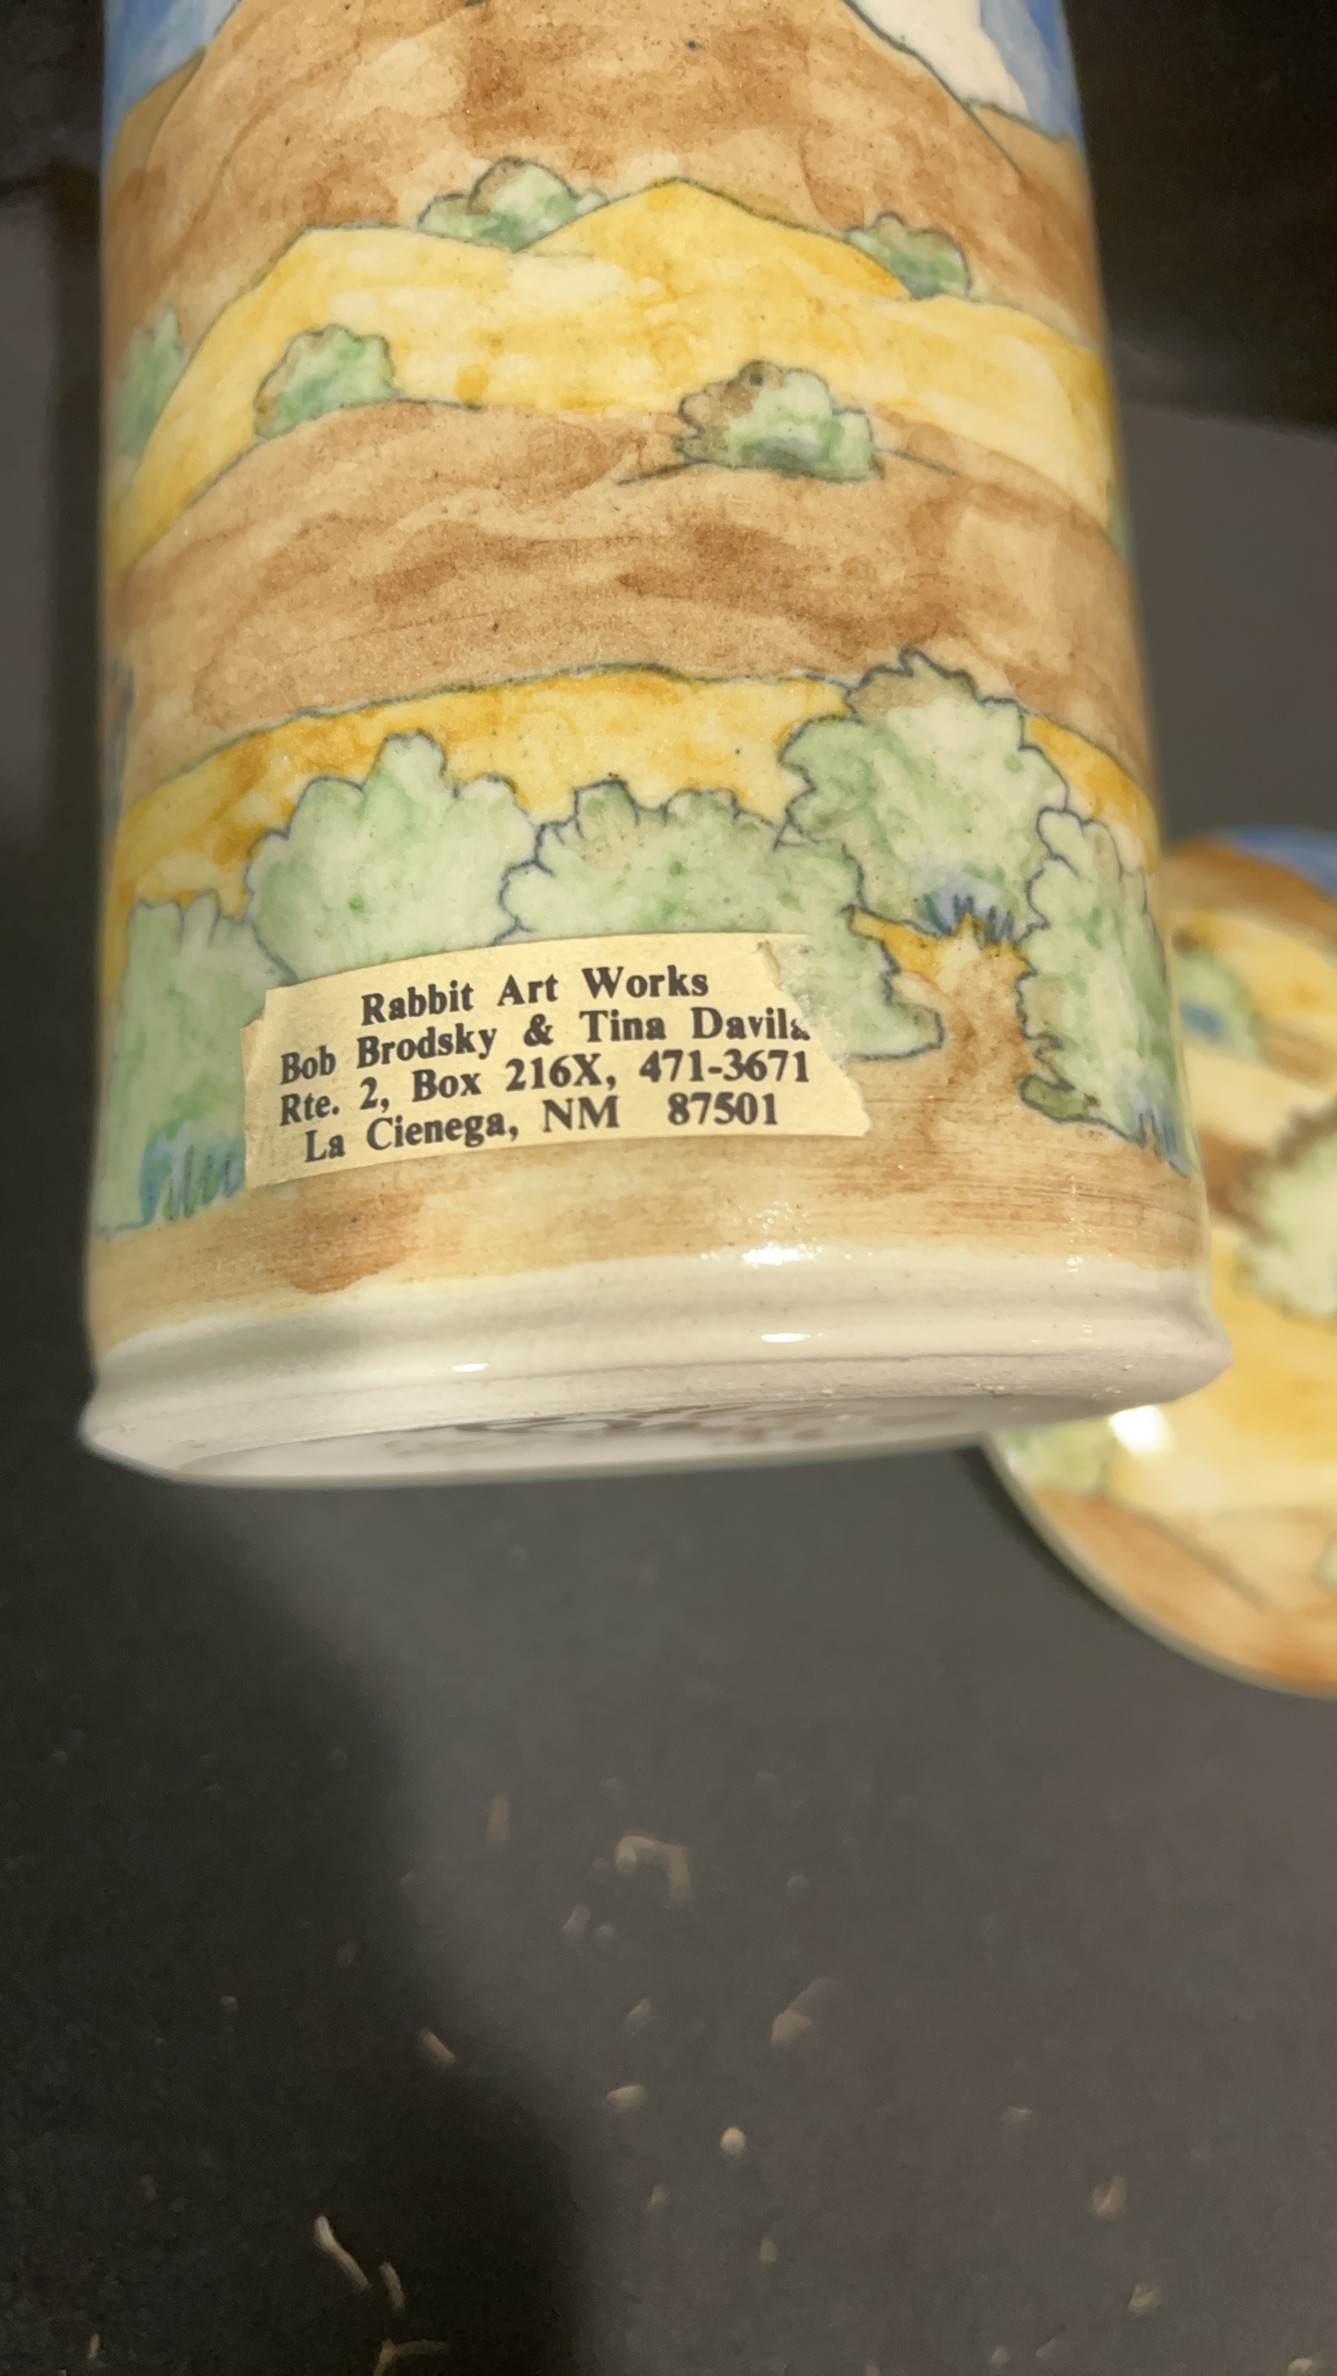 Rabbit Art Works
Bob Brodsky & Tina Davila
Rte. 2, Box 216X, 471-3671
La Cienega, NM 87501